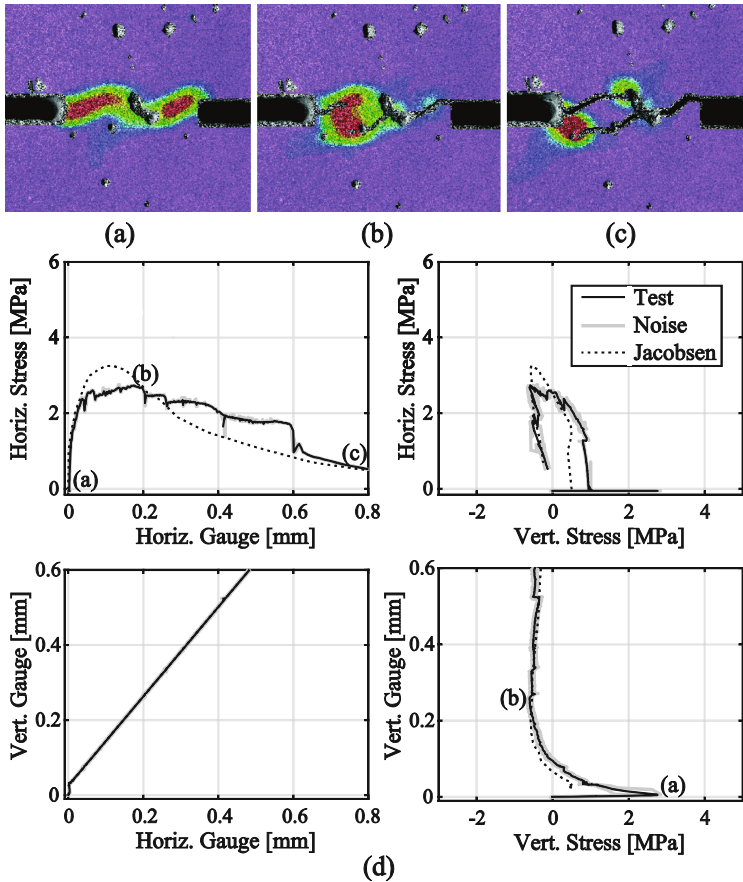 (a)
(b)
(c)
Horiz. Stress [MPa]
6
4
2
0
(a)
(b)
(c)
0
0.2
0.4
0.6
0.8
Horiz. Gauge [mm]
Horiz. Stress [MPa]
6
4
2
0
Test
Noise
Jacobsen
-2
0
2
4
Vert. Stress [MPa]
Vert. Gauge [mm]
0.6
0.4
0.2
0
0
0.2
0.4
0.6
0.8
Horiz. Gauge [mm]
Vert. Gauge [mm]
0.6
0.4
0.2
0
(b)
(a)
-2
0
2
4
Vert. Stress [MPa]
(d)